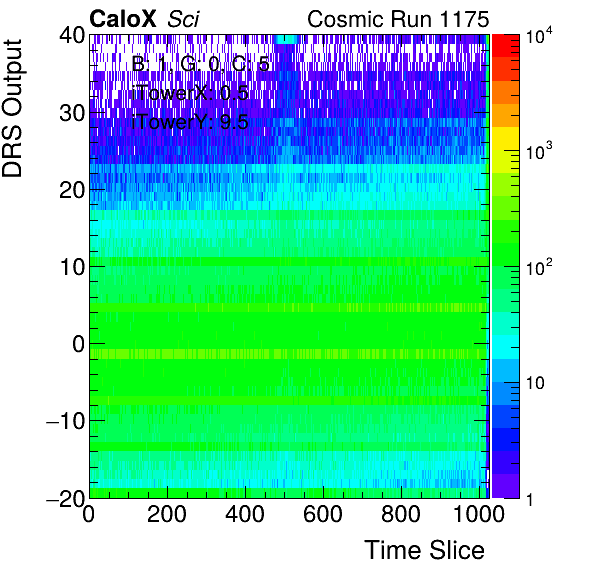 CaloX Sci Cosmic Run 1175
DRS Output
B: 1, G: 0, C: 5
iTowerX: 0.5
iTowerY: 9.5
40
30
20
10
0
−10
−20
0 200 400 600 800 1000
Time Slice
10^4
10^3
10^2
10
1